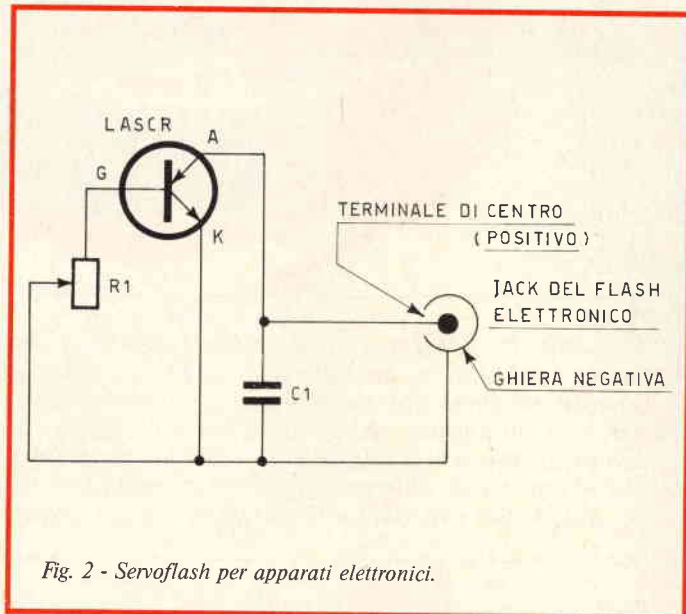 LASCR
A
G
K
R1
C1
TERMINALE DI CENTRO
(POSITIVO)
JACK DEL FLASH
ELETTRONICO
GHIERA NEGATIVA
Fig. 2 - Servoflash per apparati elettronici.